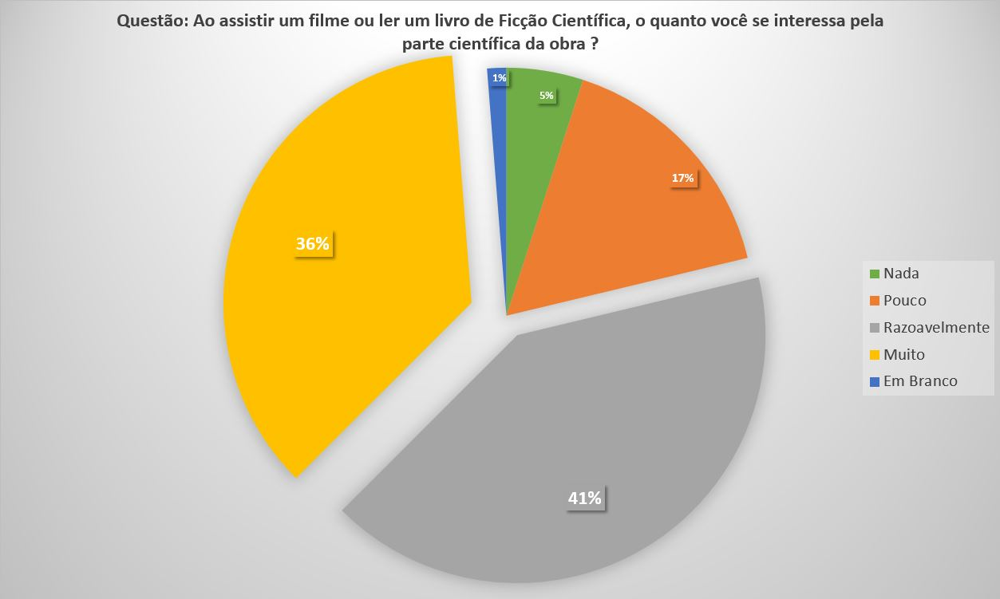 Questão: Ao assistir um filme ou ler um livro de Ficção Científica, o quanto você se interessa pela
parte científica da obra ?
1%
5%
17%
36%
41%
Nada
Pouco
Razoavelmente
Muito
Em Branco